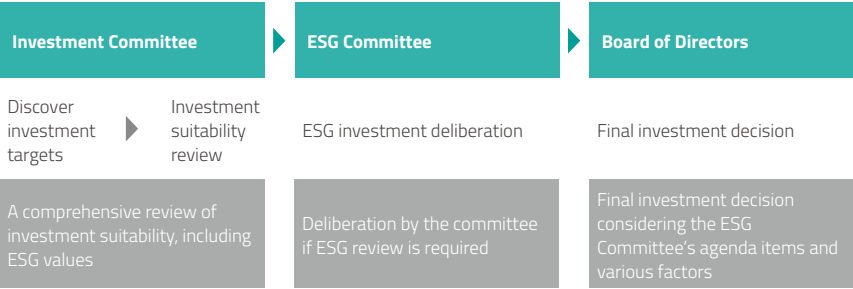 Investment Committee
ESG Committee
Board of Directors
Discover
investment
targets
Investment
suitability
review
ESG investment deliberation
Final investment decision
A comprehensive review of
investment suitability, including
ESG values
Deliberation by the committee
if ESG review is required
Final investment decision
considering the ESG
Committee's agenda items and
various factors